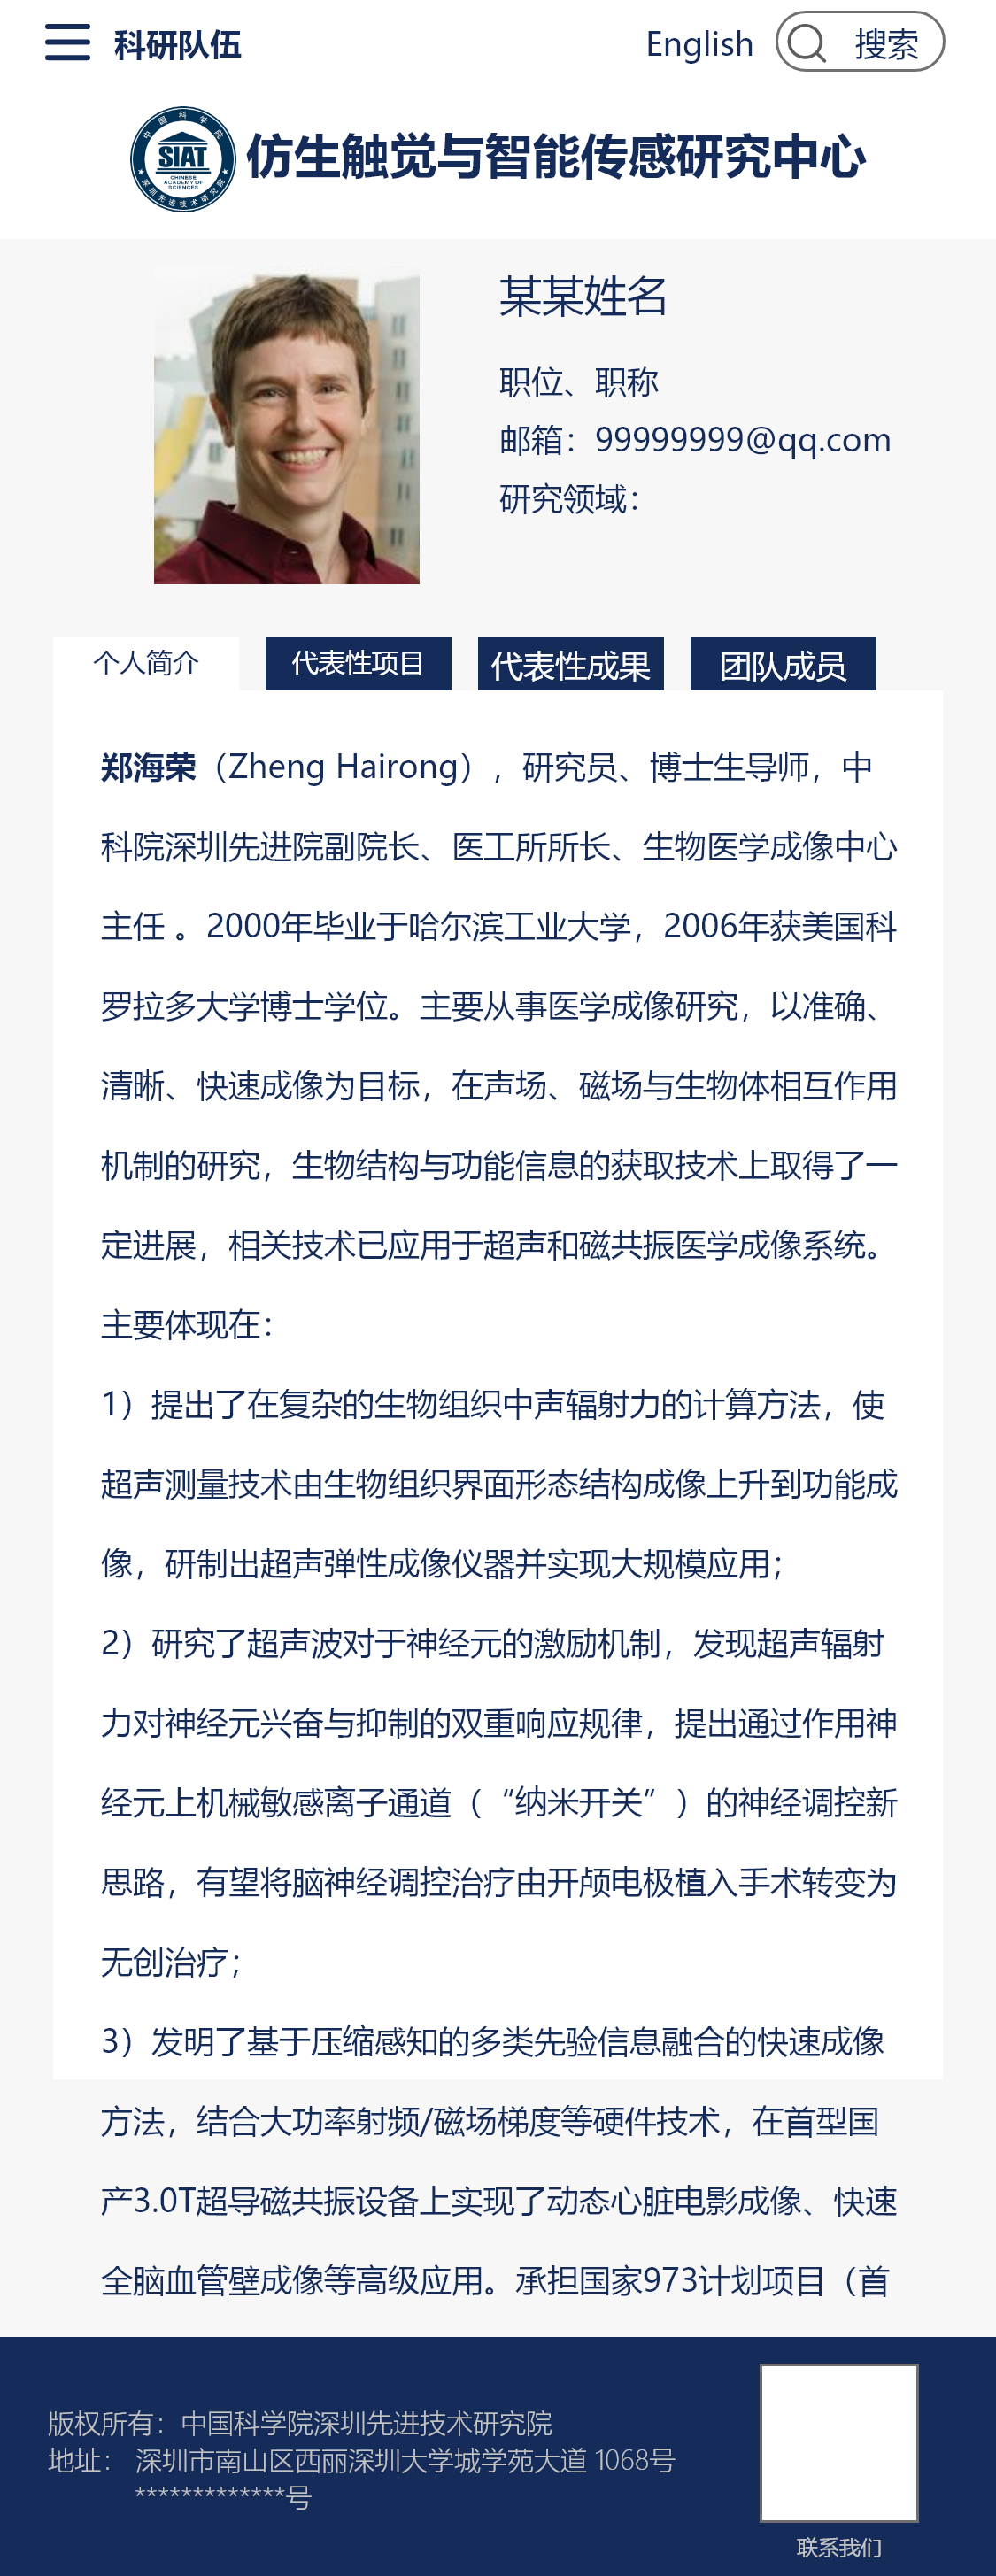 科研队伍
English
搜索
中国科学院
SIAT
CHINESE
ACADEMY OF
SCIENCES
深圳先进技术研究院
仿生触觉与智能传感研究中心
某某姓名
职位、职称
邮箱：99999999@qq.com
研究领域：
个人简介
代表性项目
代表性成果
团队成员
郑海荣（Zheng Hairong），研究员、博士生导师，中
科院深圳先进院副院长、医工所所长、生物医学成像中心
主任 。2000年毕业于哈尔滨工业大学，2006年获美国科
罗拉多大学博士学位。主要从事医学成像研究，以准确、
清晰、快速成像为目标，在声场、磁场与生物体相互作用
机制的研究，生物结构与功能信息的获取技术上取得了一
定进展，相关技术已应用于超声和磁共振医学成像系统。
主要体现在：
1）提出了在复杂的生物组织中声辐射力的计算方法，使
超声测量技术由生物组织界面形态结构成像上升到功能成
像，研制出超声弹性成像仪器并实现大规模应用；
2）研究了超声波对于神经元的激励机制，发现超声辐射
力对神经元兴奋与抑制的双重响应规律，提出通过作用神
经元上机械敏感离子通道（“纳米开关”）的神经调控新
思路，有望将脑神经调控治疗由开颅电极植入手术转变为
无创治疗；
3）发明了基于压缩感知的多类先验信息融合的快速成像
方法，结合大功率射频/磁场梯度等硬件技术，在首型国
产3.0T超导磁共振设备上实现了动态心脏电影成像、快速
全脑血管壁成像等高级应用。承担国家973计划项目（首
版权所有：中国科学院深圳先进技术研究院
地址： 深圳市南山区西丽深圳大学城学苑大道 1068号
*************号
联系我们